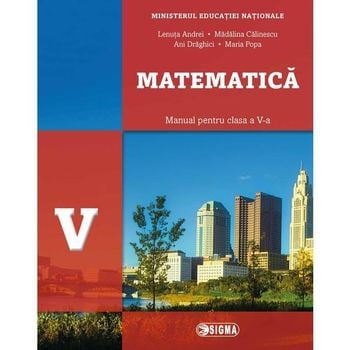 MINISTERUL EDUCAȚIEI NAȚIONALE
Lenuța Andrei • Mădălina Călinescu
Ani Drăghici • Maria Popa
MATEMATICĂ
Manual pentru clasa a V-a
V
SIGMA